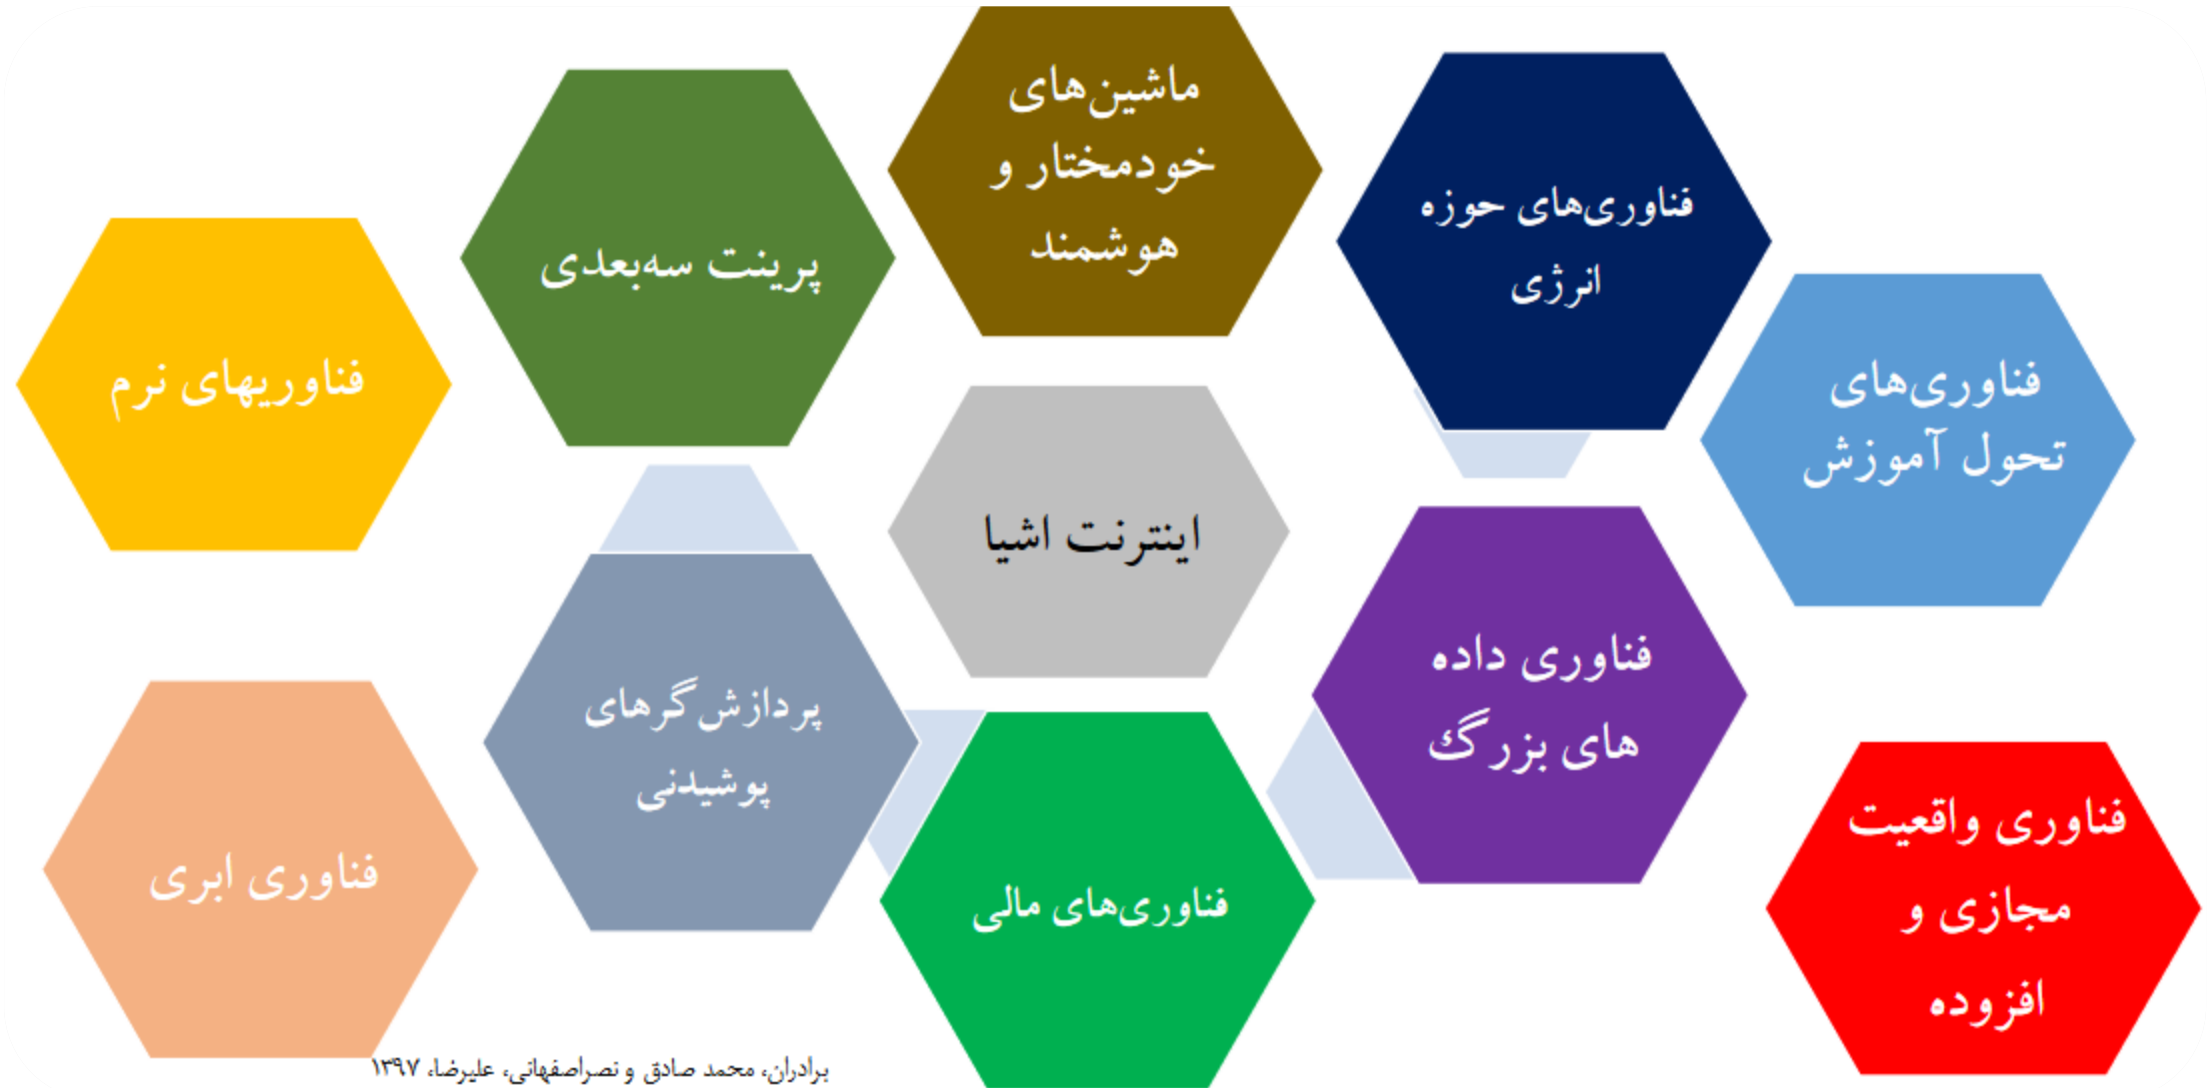 ماشین‌های
خودمختار و
هوشمند
فناوری‌های حوزه
انرژی
پرینت سه‌بعدی
فناوریهای نرم
فناوری‌های
تحول آموزش
اینترنت اشیا
فناوری داده
های بزرگ
پردازش‌گرهای
پوشیدنی
فناوری واقعیت
مجازی و
افزوده
فناوری ابری
فناوری‌های مالی
برادران، محمد صادق و نصراصفهانی، علیرضا، ۱۳۹۷